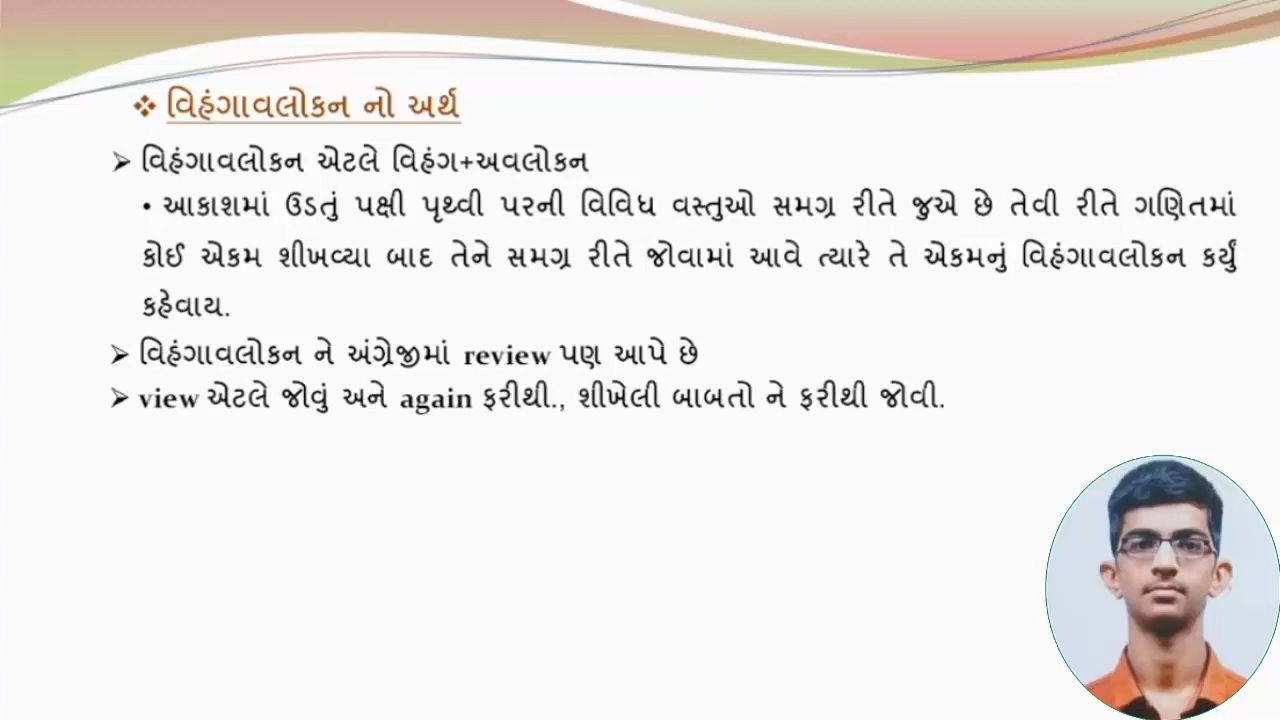 ❖ વિહંગાવલોકન નો અર્થ
➢ વિહંગાવલોકન એટલે વિહંગ+અવલોકન
• આકાશમાં ઉડતું પક્ષી પૃથ્વી પરની વિવિધ વસ્તુઓ સમગ્ર રીતે જુએ છે તેવી રીતે ગણિતમાં
કોઈ એકમ શીખવ્યા બાદ તેને સમગ્ર રીતે જોવામાં આવે ત્યારે તે એકમનું વિહંગાવલોકન કર્યું
કહેવાય.
➢ વિહંગાવલોકન ને અંગ્રેજીમાં review પણ આપે છે
➢ view એટલે જોવું અને again ફરીથી., શીખેલી બાબતો ને ફરીથી જોવી.